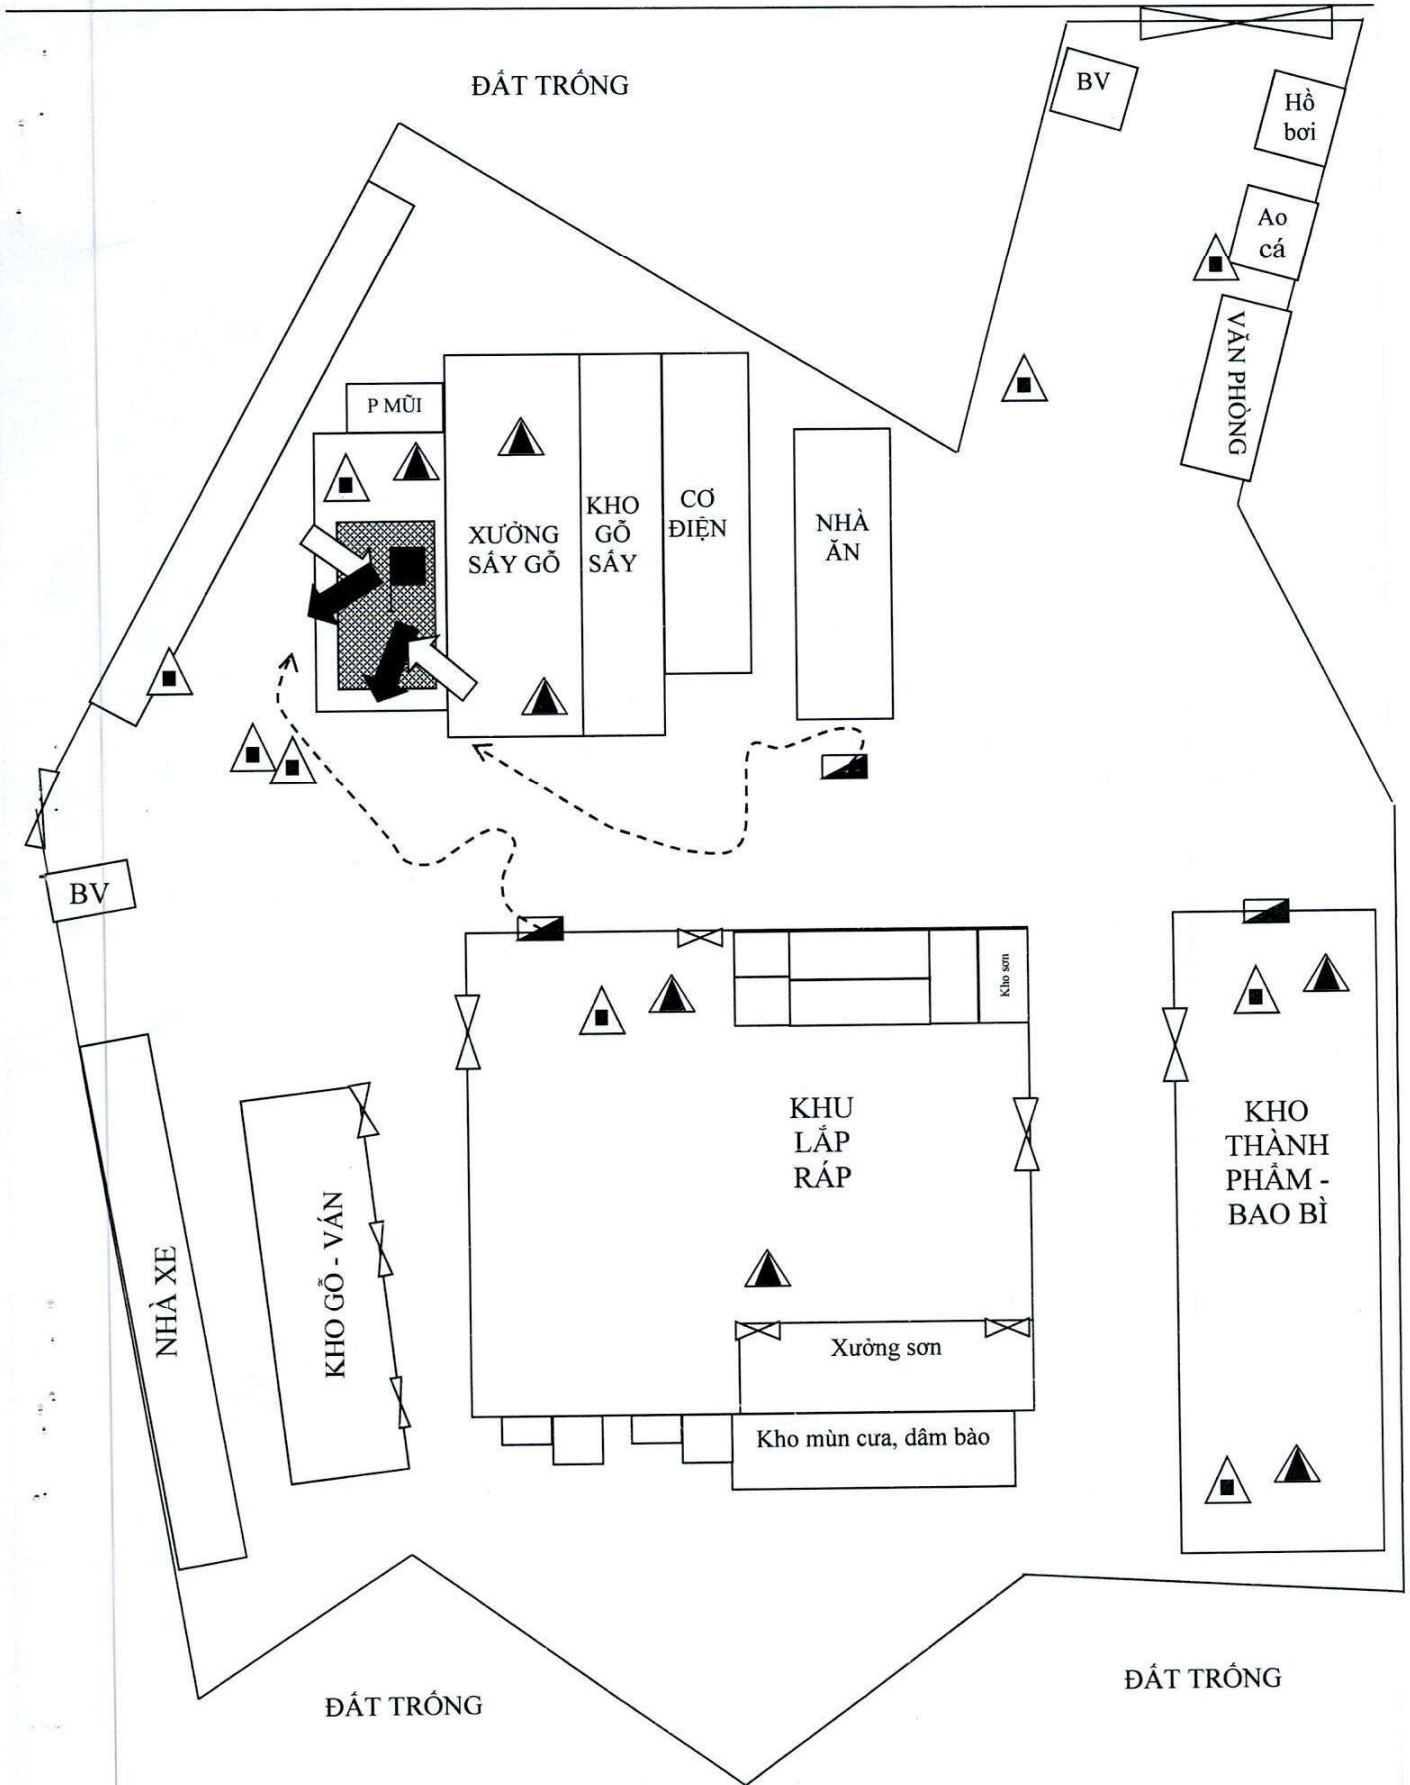 ĐẤT TRỐNG
BV
Hồ
bơi
Ao
cá
VĂN PHÒNG
P MŨI
XƯỞNG
SẤY GỖ
KHO
GỖ
SẤY
CƠ
ĐIỆN
NHÀ
ĂN
BV
Kho sơn
KHU
LẮP
RÁP
KHO
THÀNH
PHẨM -
BAO BÌ
NHÀ XE
KHO GỖ - VÁN
Xưởng sơn
Kho mùn cưa, dâm bào
ĐẤT TRỐNG
ĐẤT TRỐNG